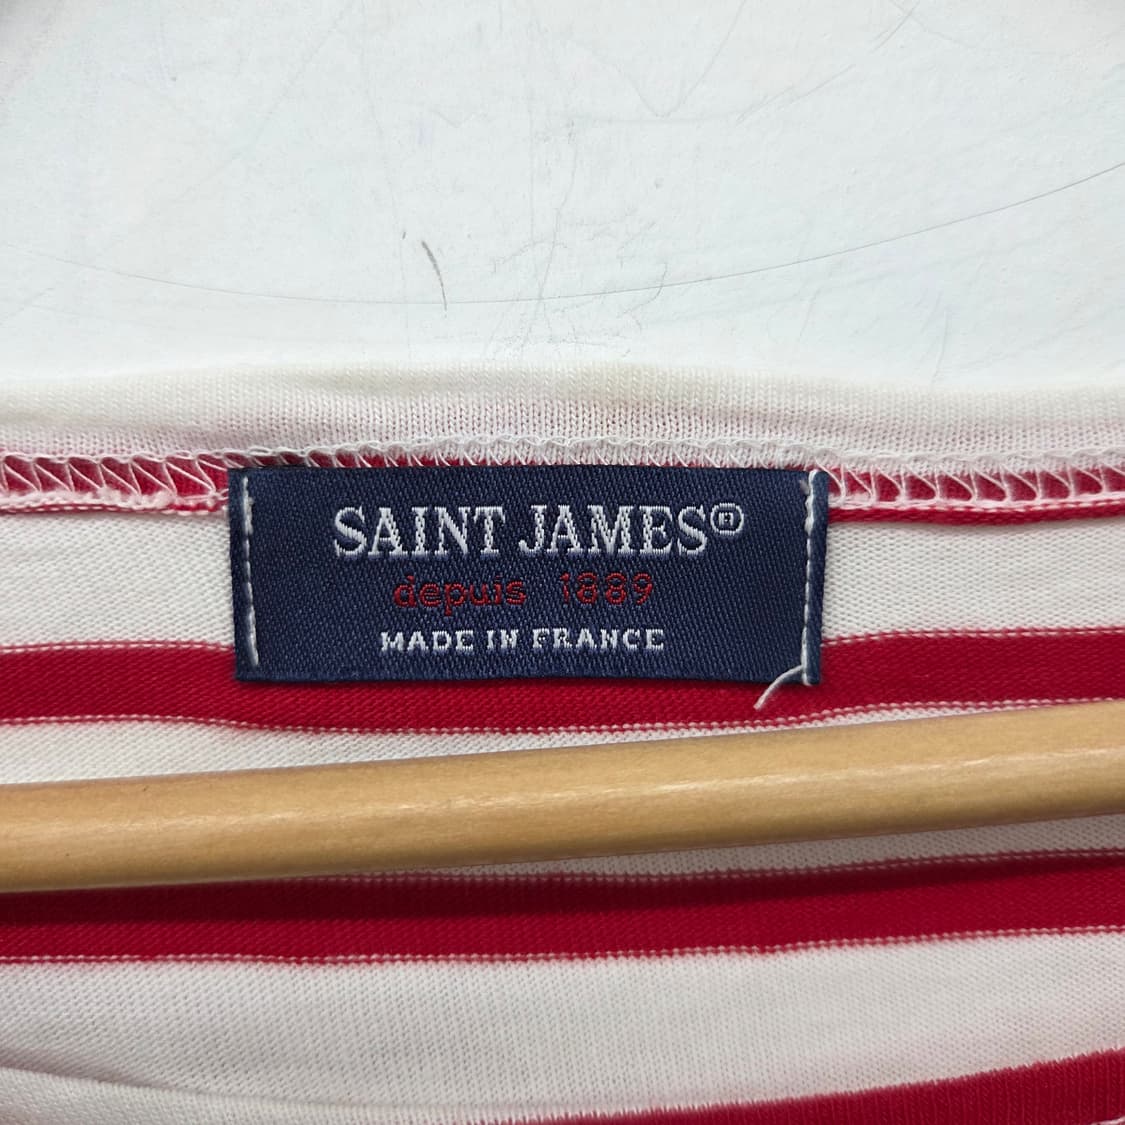 SAINT JAMES®
depuis 1889
MADE IN FRANCE